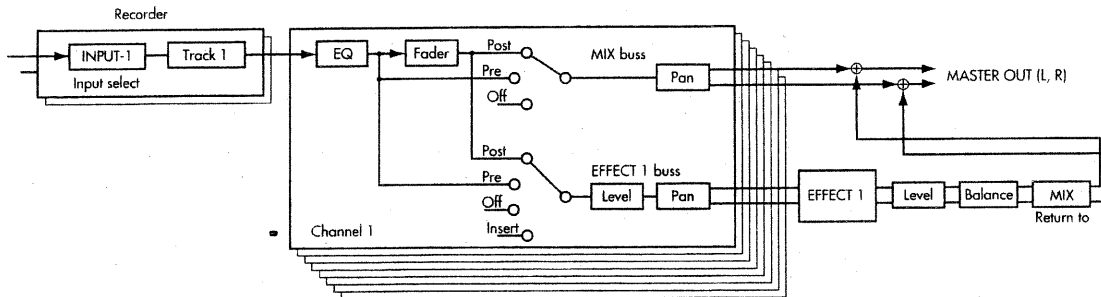 Recorder
INPUT-1
Track 1
Input select
EQ
Fader
Post
Pre
Off
MIX buss
Pan
MASTER OUT (L, R)
Post
Pre
Off
Insert
EFFECT 1 buss
Level
Pan
EFFECT 1
Level
Balance
MIX
Return to
Channel 1